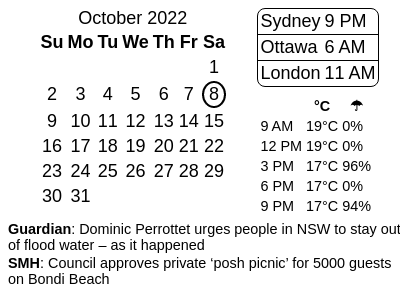 October 2022
Su Mo Tu We Th Fr Sa
1
2 3 4 5 6 7 8
9 10 11 12 13 14 15
16 17 18 19 20 21 22
23 24 25 26 27 28 29
30 31
Sydney 9 PM
Ottawa 6 AM
London 11 AM
°C ☂
9 AM 19°C 0%
12 PM 19°C 0%
3 PM 17°C 96%
6 PM 17°C 0%
9 PM 17°C 94%
Guardian: Dominic Perrottet urges people in NSW to stay out
of flood water – as it happened
SMH: Council approves private ‘posh picnic’ for 5000 guests
on Bondi Beach